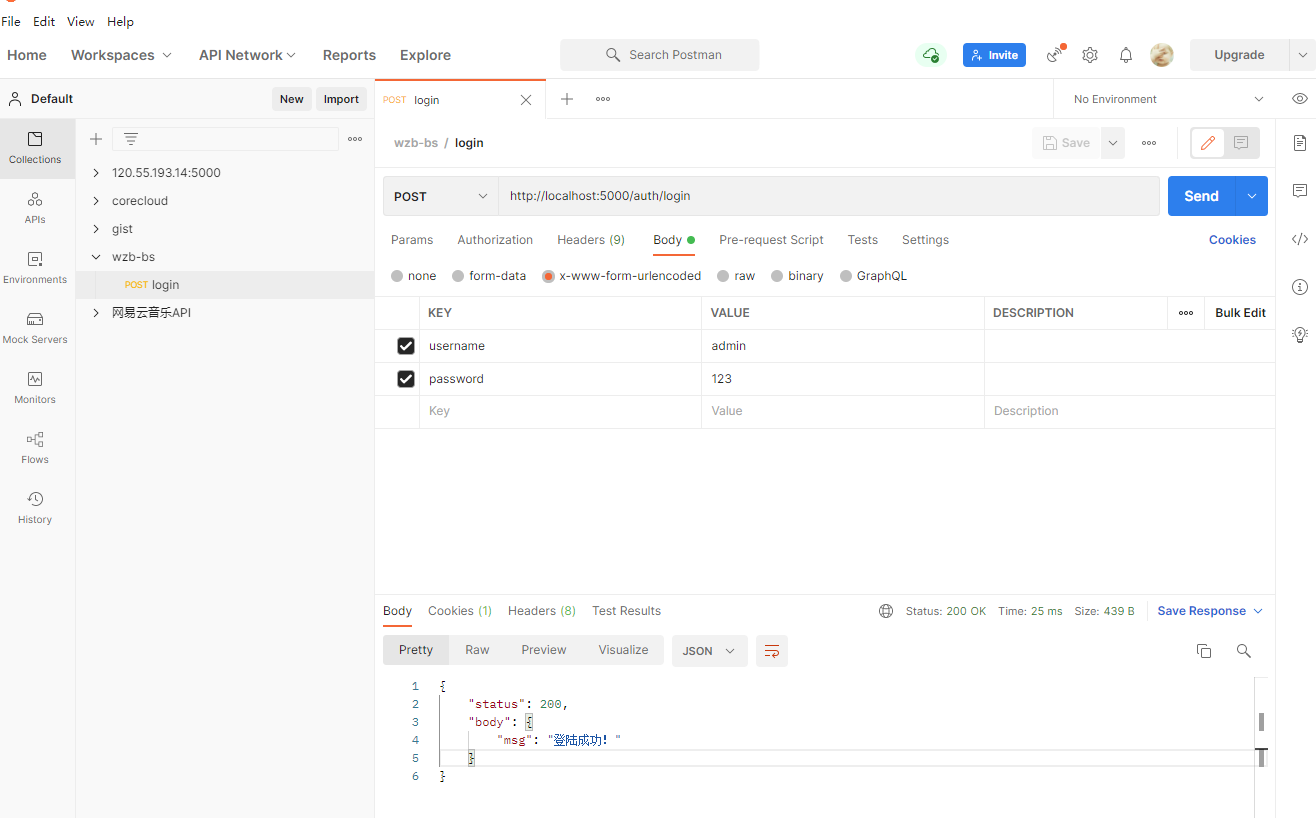 File Edit View Help
Home Workspaces API Network Reports Explore Search Postman Invite Upgrade
Default New Import POST login No Environment
Collections
APIs
Environments
Mock Servers
Monitors
Flows
History
120.55.193.14:5000
corecloud
gist
wzb-bs
POST login
网易云音乐API
wzb-bs / login Save
POST http://localhost:5000/auth/login Send
Params Authorization Headers (9) Body Pre-request Script Tests Settings Cookies
none form-data x-www-form-urlencoded raw binary GraphQL
KEY VALUE DESCRIPTION Bulk Edit
username admin
password 123
Key Value Description
Body Cookies (1) Headers (8) Test Results Status: 200 OK Time: 25 ms Size: 439 B Save Response
Pretty Raw Preview Visualize JSON
1 {
2 "status": 200,
3 "body": {
4 "msg": "登陆成功！"
5 }
6 }